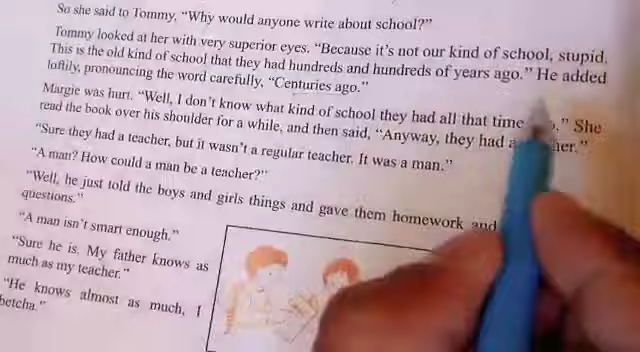 So she said to Tommy, “Why would anyone write about school?”
Tommy looked at her with very superior eyes. “Because it’s not our kind of school, stupid.
This is the old kind of school that they had hundreds and hundreds of years ago.” He added
loftily, pronouncing the word carefully, “Centuries ago.”
Margie was hurt. “Well, I don’t know what kind of school they had all that time ” She
read the book over his shoulder for a while, and then said, “Anyway, they had
“Sure they had a teacher, but it wasn’t a regular teacher. It was a man.”
“A man? How could a man be a teacher?”
“Well, he just told the boys and girls things and gave them homework and
questions.”
“A man isn’t smart enough.”
“Sure he is. My father knows as
much as my teacher.”
“He knows almost as much, I
betcha.”